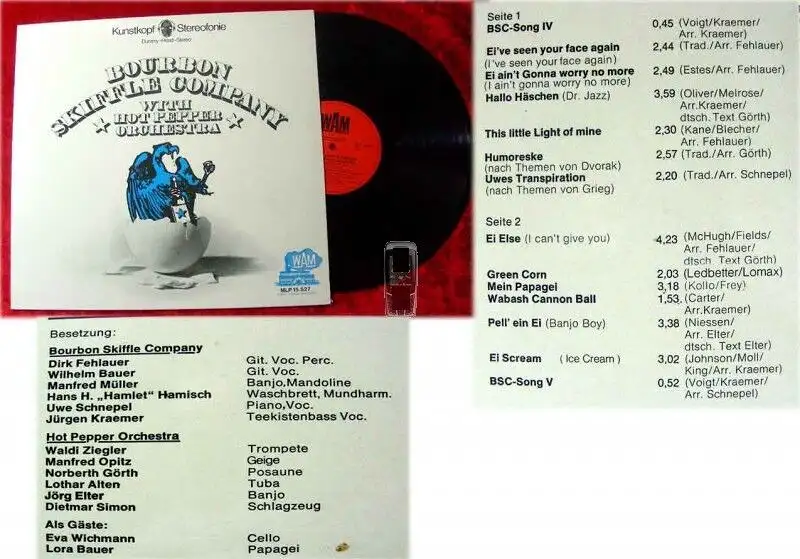 Kunstkopf Stereofonie
Dummy-Head-Stereo
BOURBON
SKIFFLE COMPANY
WITH
HOT PEPPER
ORCHESTRA
WAM
MLP 15.527
WAM
Seite 1
BSC-Song IV 0,45 (Voigt/Kraemer/
Arr. Kraemer)
Ei've seen your face again 2,44 (Trad./Arr. Fehlauer)
(I've seen your face again)
Ei ain't Gonna worry no more 2,49 (Estes/Arr. Fehlauer)
(I ain't gonna worry no more)
Hallo Häschen (Dr. Jazz) 3,59 (Oliver/Melrose/
Arr.Kraemer/
dtsch. Text Görth)
This little Light of mine 2,30 (Kane/Blecher/
Arr. Fehlauer)
Humoreske 2,57 (Trad./Arr. Görth)
(nach Themen von Dvorak)
Uwes Transpiration 2,20 (Trad./Arr. Schnepel)
(nach Themen von Grieg)
Seite 2
Ei Else (I can't give you) 4,23 (McHugh/Fields/
Arr. Fehlauer/
dtsch. Text Görth)
Green Corn 2,03 (Ledbetter/Lomax)
Mein Papagei 3,18 (Kollo/Frey)
Wabash Cannon Ball 1,53. (Carter/
Arr.Kraemer)
Pell' ein Ei (Banjo Boy) 3,38 (Niessen/
Arr. Elter/
dtsch. Text Elter)
Ei Scream (Ice Cream) 3,02 (Johnson/Moll/
King/Arr. Kraemer)
BSC-Song V 0,52 (Voigt/Kraemer/
Arr. Schnepel)
Besetzung:
Bourbon Skiffle Company
Dirk Fehlauer Git. Voc. Perc.
Wilhelm Bauer Git. Voc.
Manfred Müller Banjo,Mandoline
Hans H. „Hamlet" Hamisch Waschbrett, Mundharm.
Uwe Schnepel Piano,Voc.
Jürgen Kraemer Teekistenbass Voc.
Hot Pepper Orchestra
Waldi Ziegler Trompete
Manfred Opitz Geige
Norberth Görth Posaune
Lothar Alten Tuba
Jörg Elter Banjo
Dietmar Simon Schlagzeug
Als Gäste:
Eva Wichmann Cello
Lora Bauer Papagei